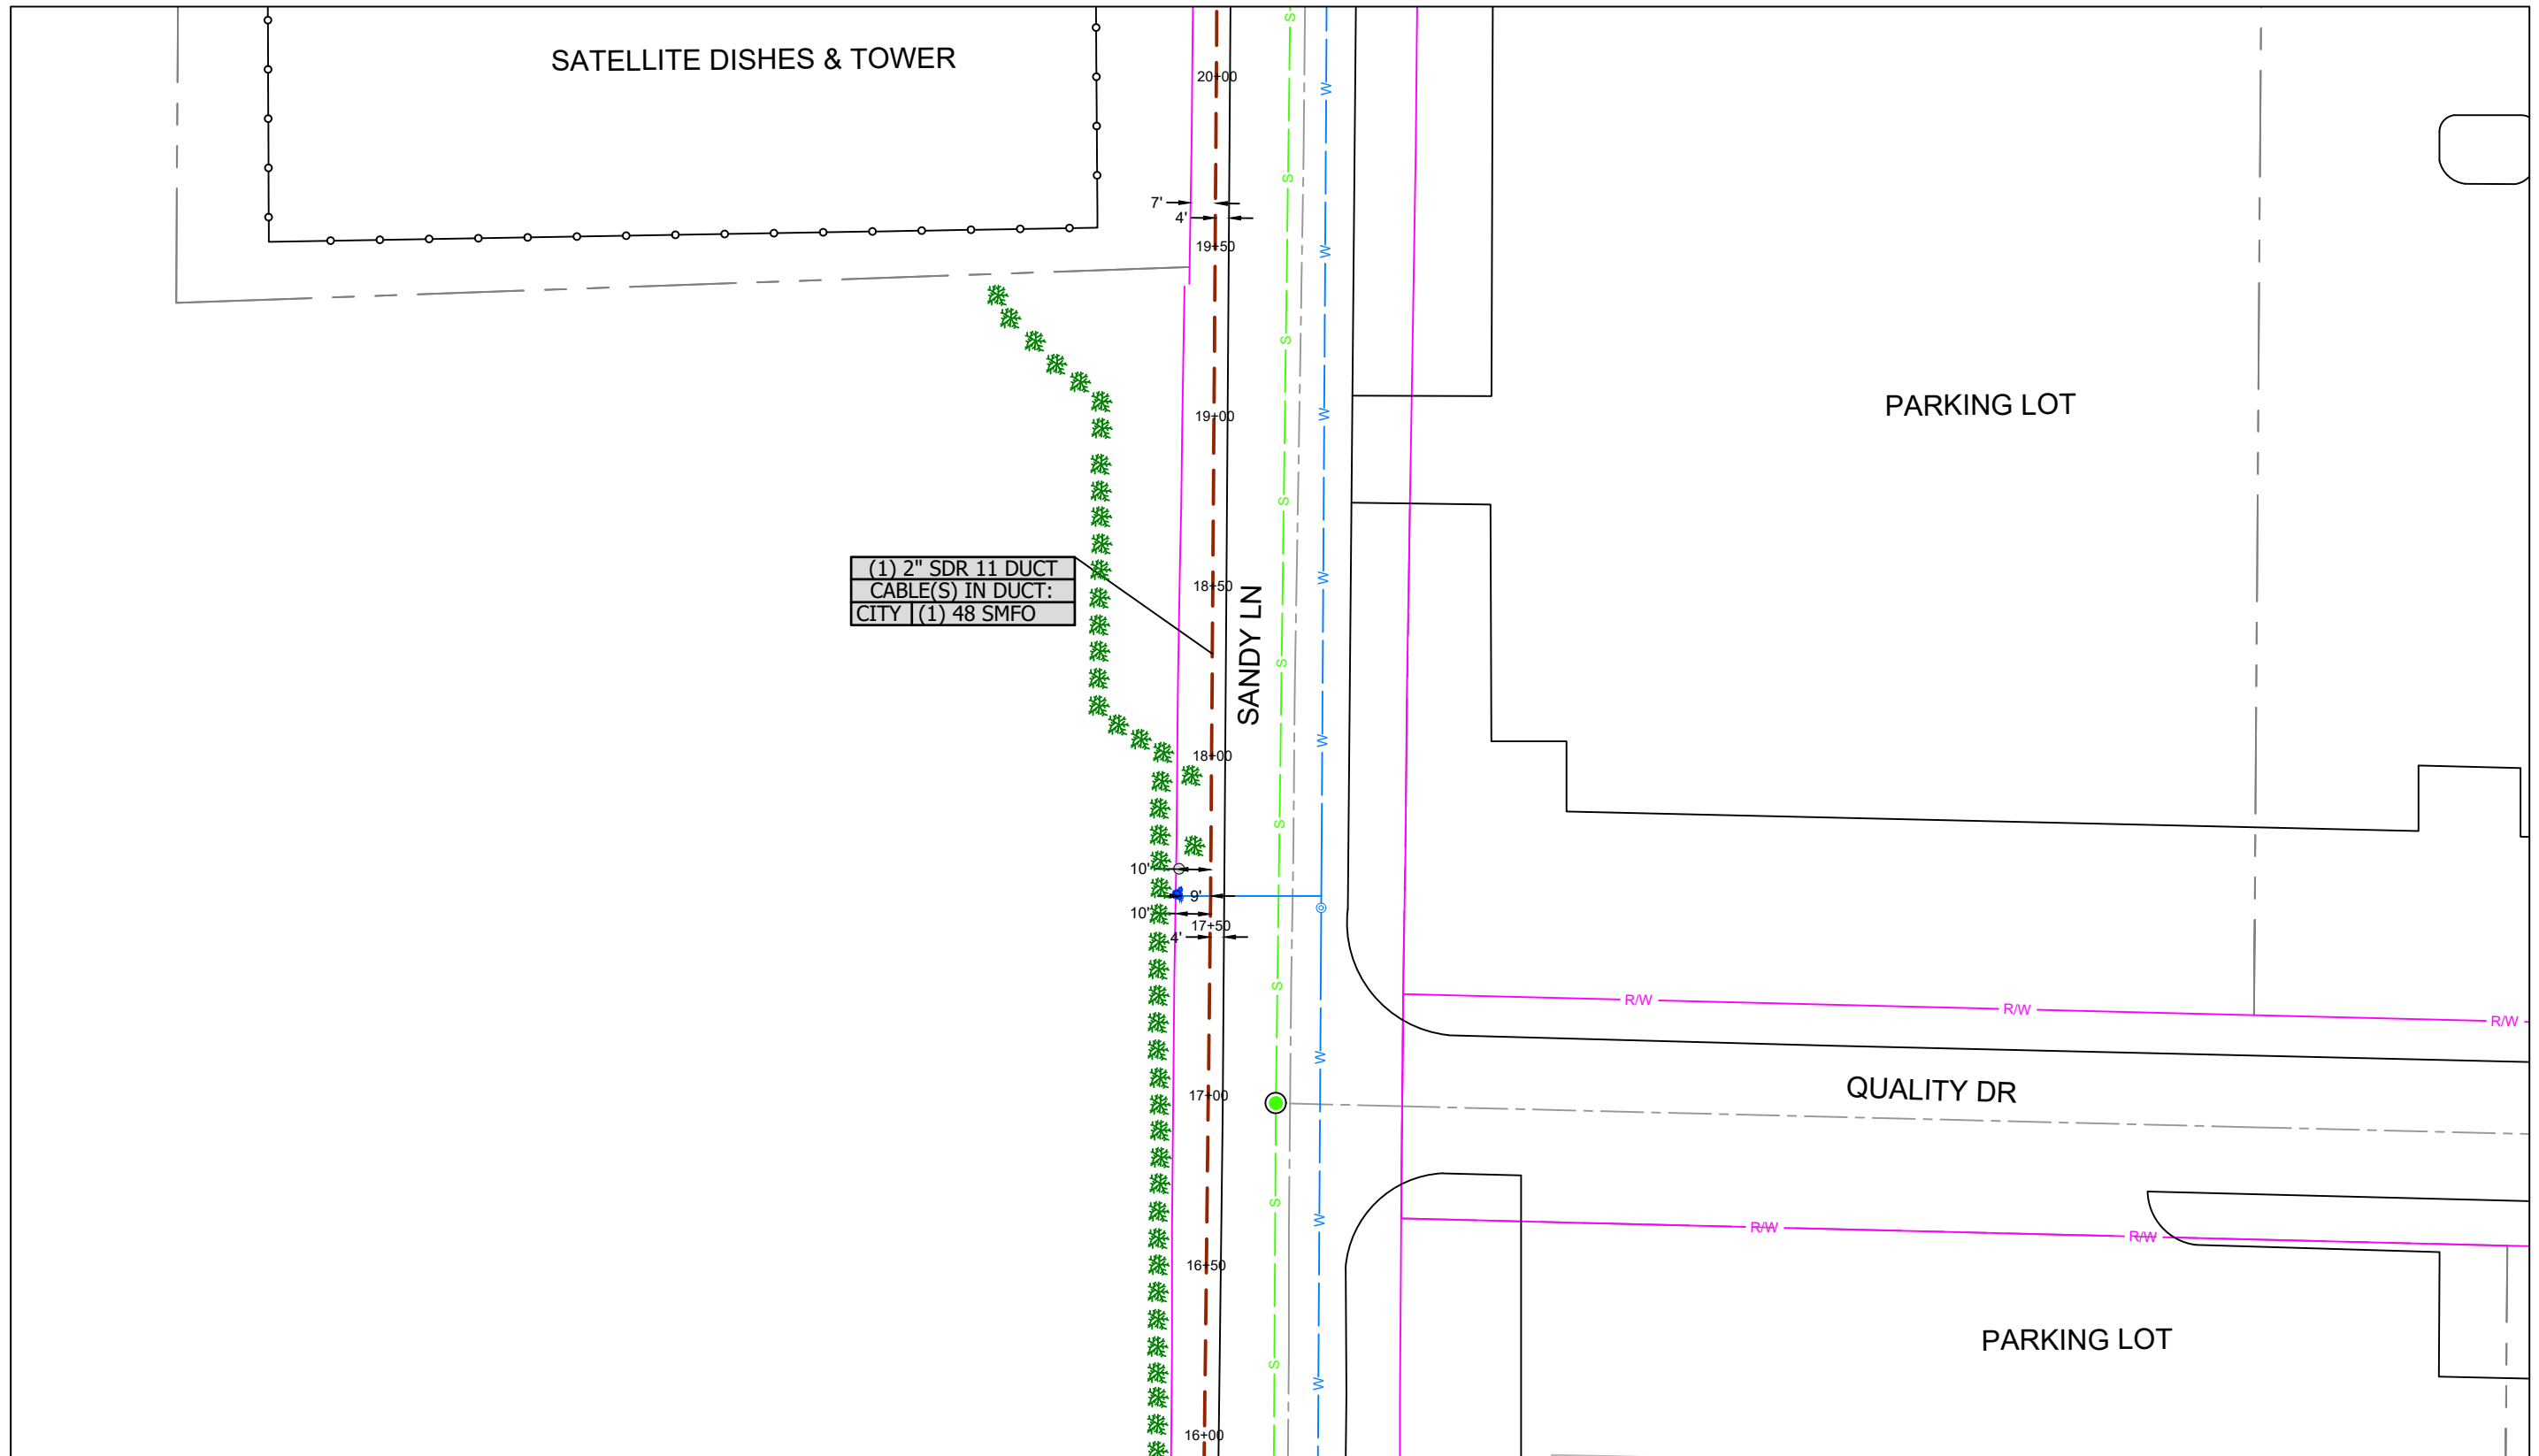 SATELLITE DISHES & TOWER
S
20+00
W
S
7'
4'
19+50
W
S
PARKING LOT
19+00
W
S
(1) 2" SDR 11 DUCT
CABLE(S) IN DUCT:
CITY (1) 48 SMFO
18+50
W
SANDY LN
S
18+00
W
S
10'
9'
10'
17+50
4'
S
R/W R/W R/W
W
QUALITY DR
17+00
S
W
R/W R/W
16+50
PARKING LOT
S
W
16+00